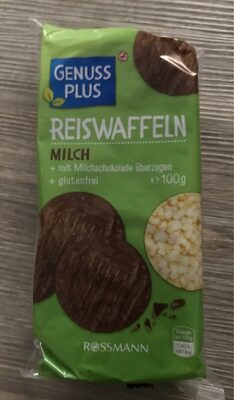 GENUSS
PLUS
REISWAFFELN
MILCH
+ mit Milchschokolade überzogen
+ glutenfrei
℮100g
ROSSMANN